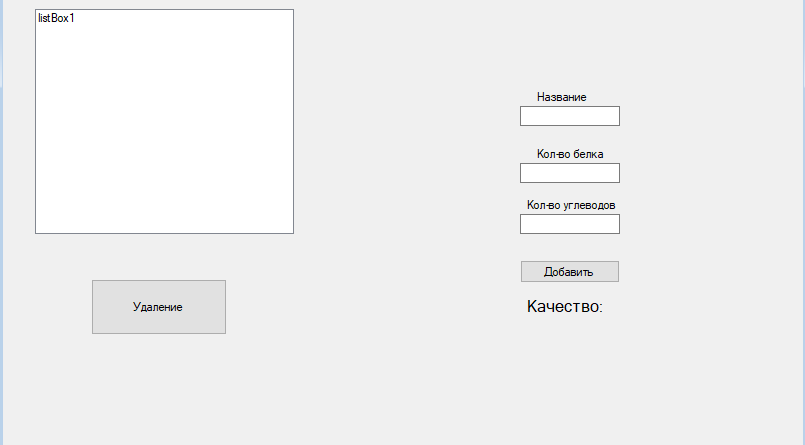 listBox1
Название
Кол-во белка
Кол-во углеводов
Добавить
Качество:
Удаление